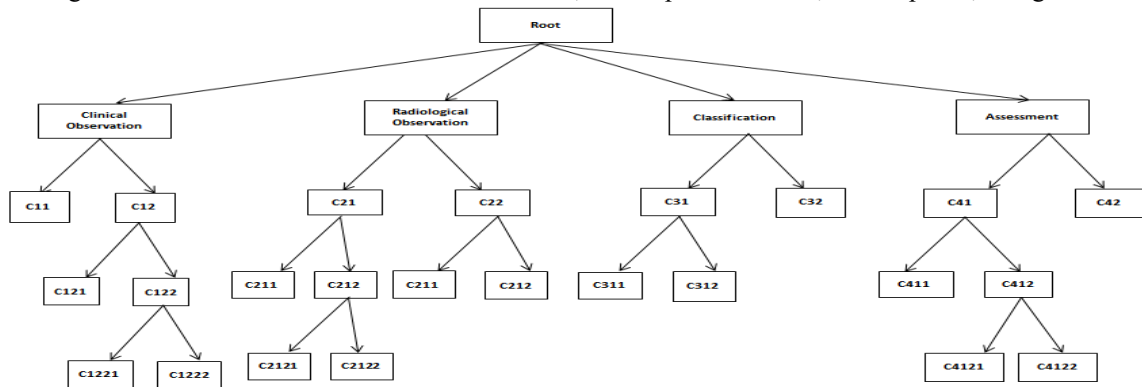 Root
Clinical
Observation
Radiological
Observation
Classification
Assessment
C11
C12
C21
C22
C31
C32
C41
C42
C121
C122
C211
C212
C211
C212
C311
C312
C411
C412
C1221
C1222
C2121
C2122
C4121
C4122